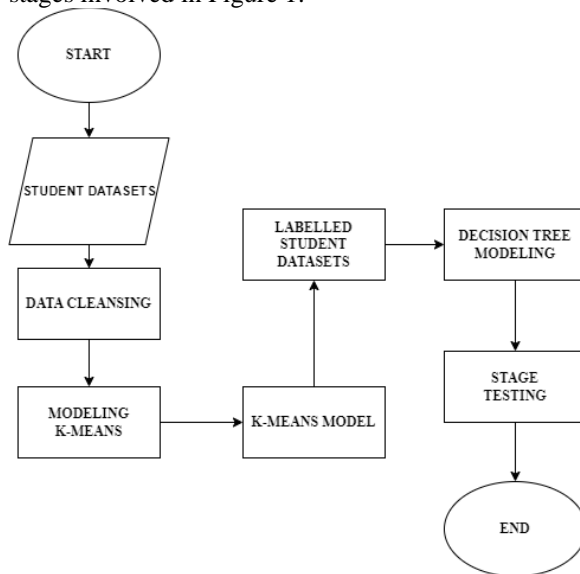 stages involved in Figure 1.
START
STUDENT DATASETS
DATA CLEANSING
MODELING
K-MEANS
K-MEANS MODEL
LABELLED
STUDENT
DATASETS
DECISION TREE
MODELING
STAGE
TESTING
END